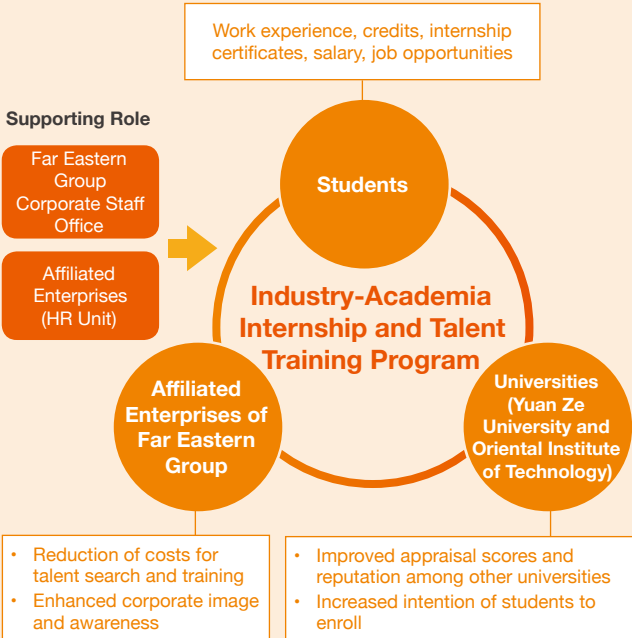 Work experience, credits, internship
certificates, salary, job opportunities
Supporting Role
Far Eastern
Group
Corporate Staff
Office
Affiliated
Enterprises
(HR Unit)
Students
Industry-Academia
Internship and Talent
Training Program
Affiliated
Enterprises of
Far Eastern
Group
Universities
(Yuan Ze
University and
Oriental Institute
of Technology)
• Reduction of costs for
talent search and training
• Enhanced corporate image
and awareness
• Improved appraisal scores and
reputation among other universities
• Increased intention of students to
enroll